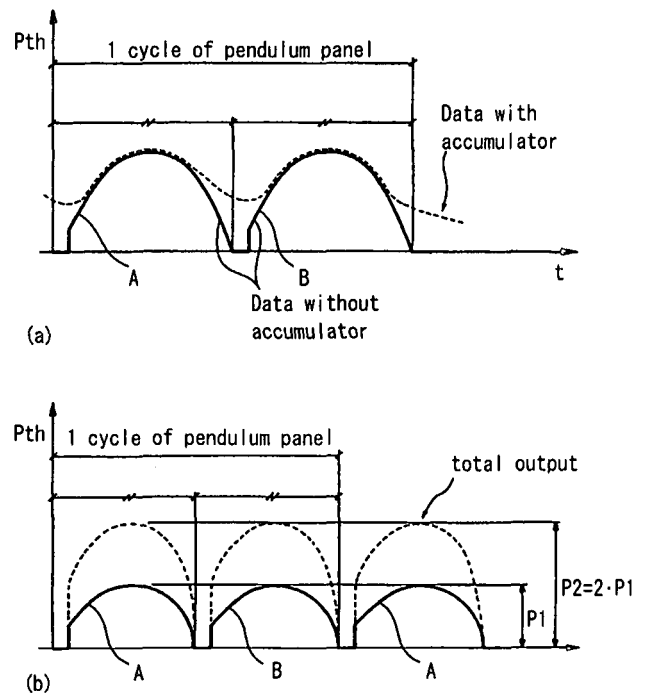 Pth
1 cycle of pendulum panel
Data with
accumulator
A
B
t
Data without
accumulator
(a)
Pth
1 cycle of pendulum panel
total output
P2=2·P1
P1
A
B
A
(b)